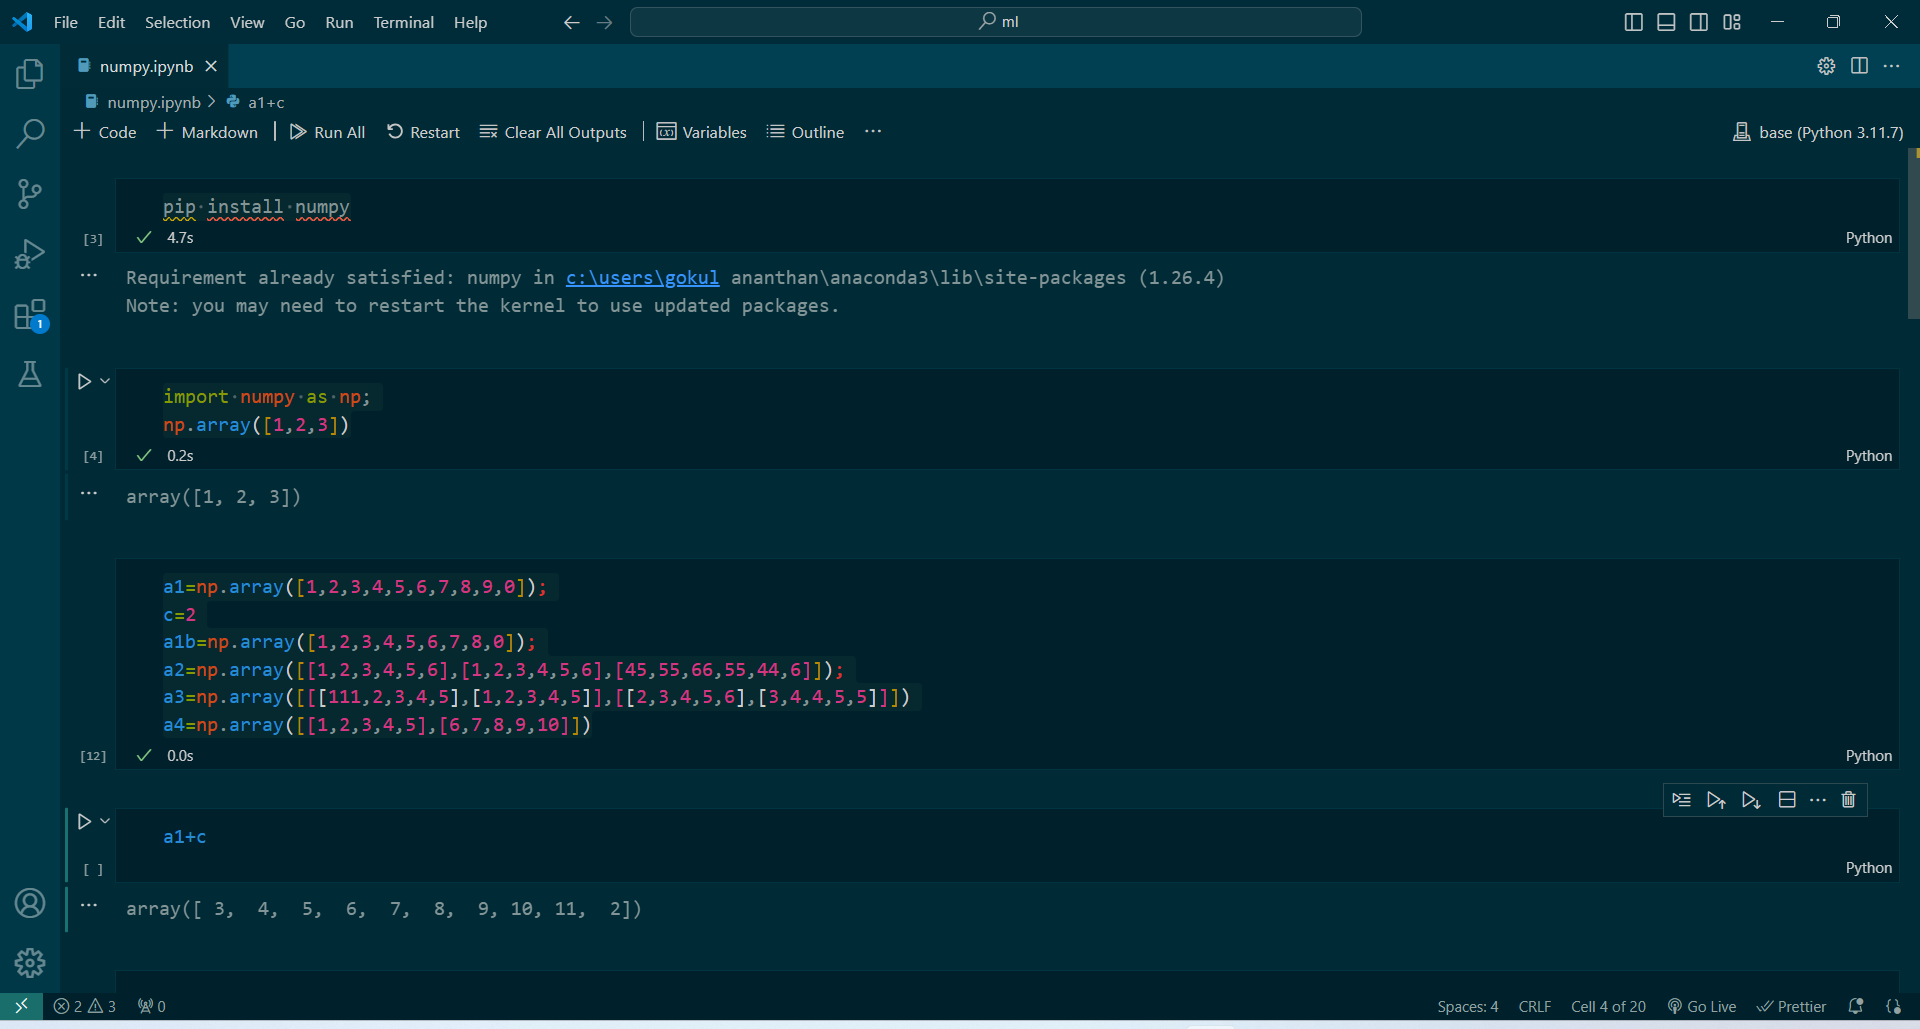 File Edit Selection View Go Run Terminal Help ml
numpy.ipynb
numpy.ipynb > a1+c
+ Code + Markdown | Run All Restart Clear All Outputs | Variables Outline ...
base (Python 3.11.7)
pip install numpy
[3] 4.7s Python
Requirement already satisfied: numpy in c:\users\gokul ananthan\anaconda3\lib\site-packages (1.26.4)
Note: you may need to restart the kernel to use updated packages.
import numpy as np;
np.array([1,2,3])
[4] 0.2s Python
array([1, 2, 3])
a1=np.array([1,2,3,4,5,6,7,8,9,0]);
c=2
a1b=np.array([1,2,3,4,5,6,7,8,0]);
a2=np.array([[1,2,3,4,5,6],[1,2,3,4,5,6],[45,55,66,55,44,6]]);
a3=np.array([[[111,2,3,4,5],[1,2,3,4,5]],[[2,3,4,5,6],[3,4,4,5,5]]])
a4=np.array([[1,2,3,4,5],[6,7,8,9,10]])
[12] 0.0s Python
a1+c
[ ] Python
array([ 3,  4,  5,  6,  7,  8,  9, 10, 11,  2])
1
2 3 0 Spaces: 4 CRLF Cell 4 of 20 Go Live Prettier